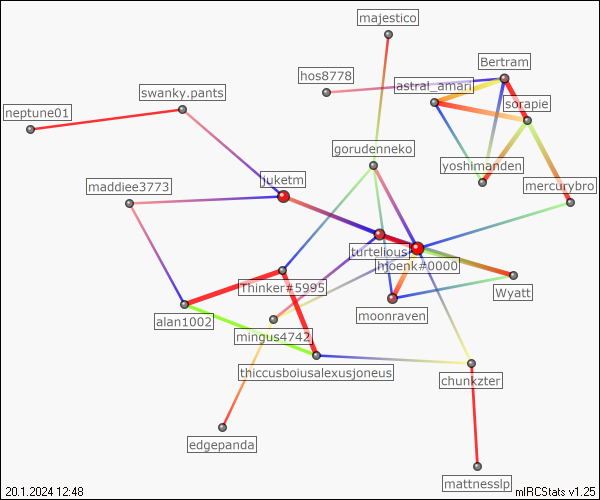 majestico
Bertram
hos8778
astral_amari
swanky.pants
sorapie
neptune01
gorudenneko
yoshimanden
juketm
maddiee3773
mercurybro
turtelious
hjoenk#0000
Thinker#5995
Wyatt
moonraven
alan1002
mingus4742
thiccusboiusalexusjoneus
chunkzter
edgepanda
mattnesslp
20.1.2024 12:48
mIRCStats v1.25